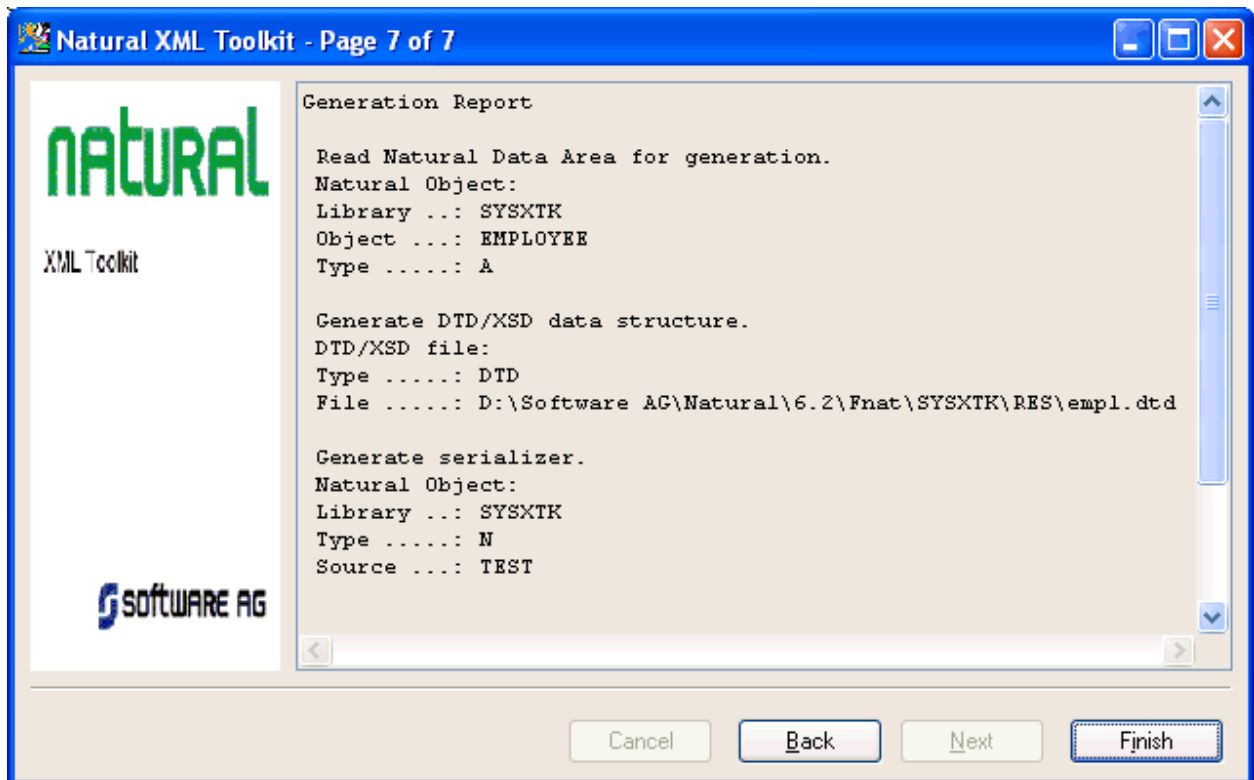 Natural XML Toolkit - Page 7 of 7
natural
XML Toolkit
software AG
Generation Report
Read Natural Data Area for generation.
Natural Object:
Library ..: SYSXTK
Object ...: EMPLOYEE
Type .....: A
Generate DTD/XSD data structure.
DTD/XSD file:
Type .....: DTD
File .....: D:\Software AG\Natural\6.2\Fnat\SYSXTK\RES\empl.dtd
Generate serializer.
Natural Object:
Library ..: SYSXTK
Type .....: N
Source ...: TEST
Cancel
Back
Next
Finish